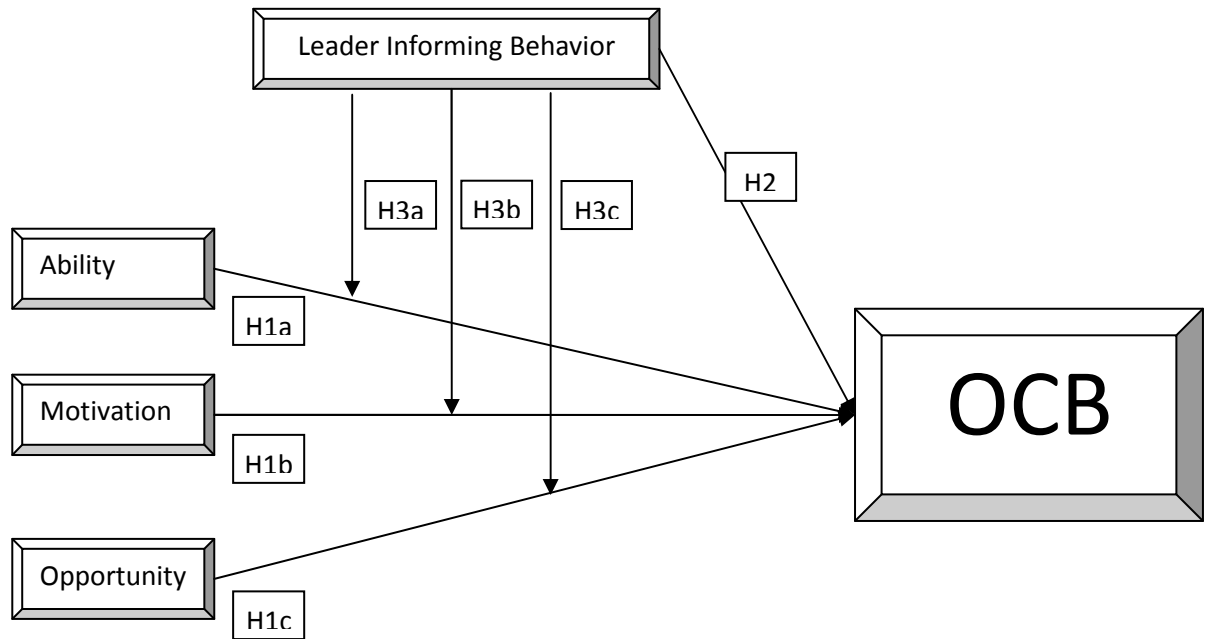 Leader Informing Behavior
H2
H3a
H3b
H3c
Ability
H1a
OCB
Motivation
H1b
Opportunity
H1c